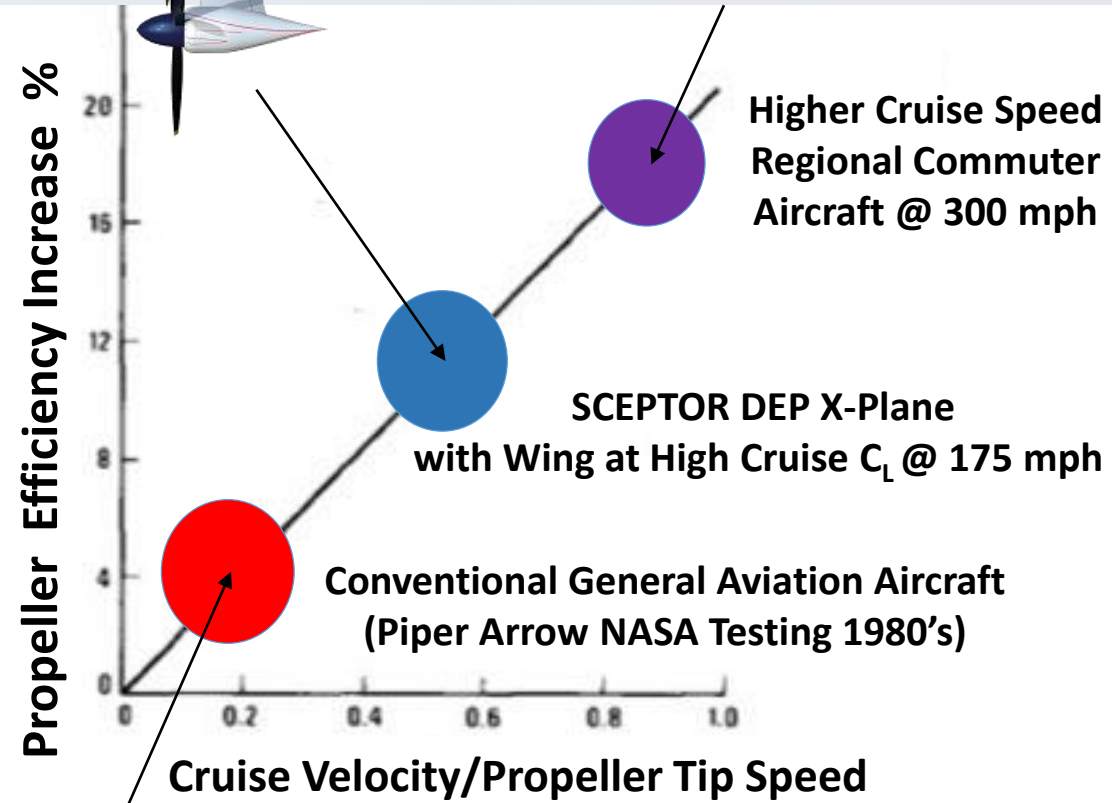 Propeller Efficiency Increase %
20
15
12
8
4
0
0 0.2 0.4 0.6 0.8 1.0
Higher Cruise Speed
Regional Commuter
Aircraft @ 300 mph
SCEPTOR DEP X-Plane
with Wing at High Cruise CL @ 175 mph
Conventional General Aviation Aircraft
(Piper Arrow NASA Testing 1980’s)
Cruise Velocity/Propeller Tip Speed